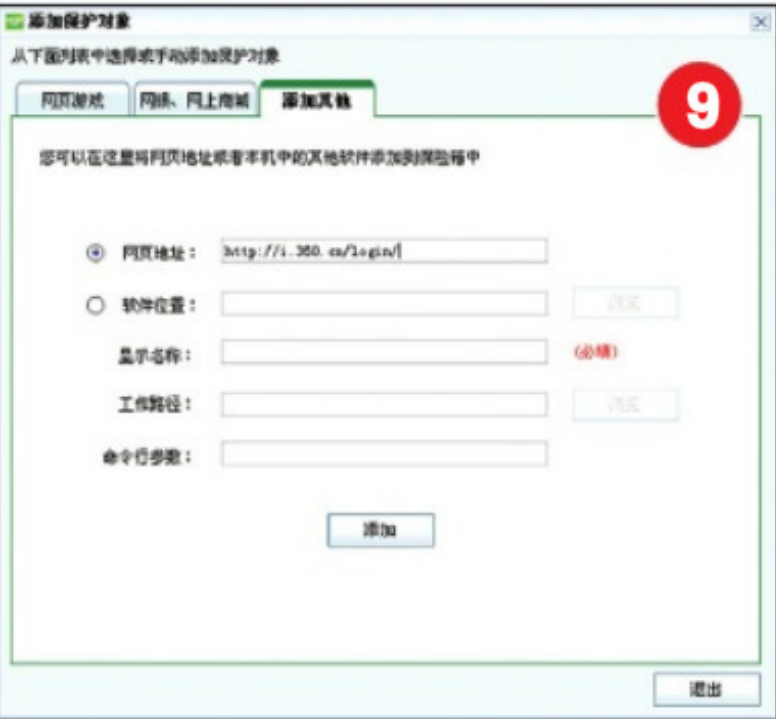 添加保护对象
从下面列表中选择或手动添加保护对象
网页游戏 网银、网上商城 添加其他
9
您可以在这里将网页地址或者本机中的其他软件添加到保险箱中
网页地址： http://i.360.cn/login/
软件位置： 浏览
显示名称： (必填)
工作路径： 浏览
命令行参数：
添加
退出